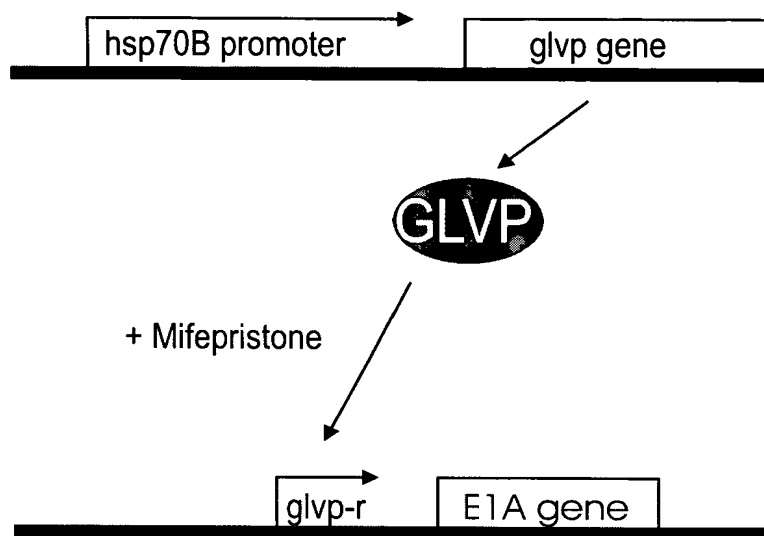 hsp70B promoter
glvp gene
GLVP
+ Mifepristone
glvp-r
E1A gene